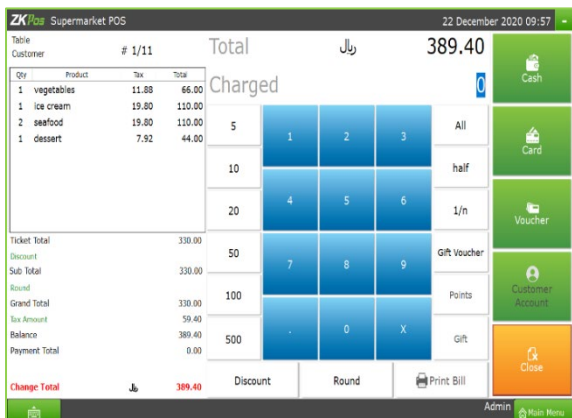 ZKPos Supermarket POS 22 December 2020 09:57 -
Table
Customer # 1/11
Qty Product Tax Total
1 vegetables 11.88 66.00
1 ice cream 19.80 110.00
2 seafood 19.80 110.00
1 dessert 7.92 44.00
Ticket Total 330.00
Discount
Sub Total 330.00
Round
Grand Total 330.00
Tax Amount 59.40
Balance 389.40
Payment Total 0.00
Change Total ﷼ 389.40
Total ريال 389.40
Charged 0
5 1 2 3 All
10 half
20 4 5 6 1/n
50 7 8 9 Gift Voucher
100 Points
500 . 0 X Gift
Discount Round Print Bill
Cash
Card
Voucher
Customer
Account
Close
Admin Main Menu